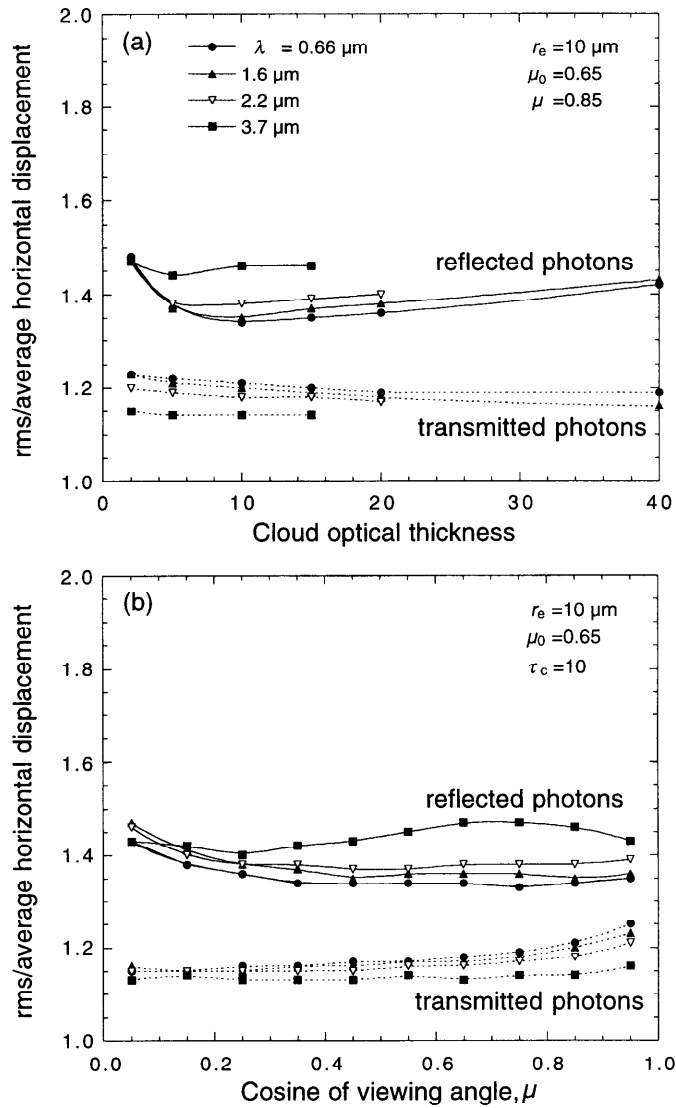 (a)
λ = 0.66 µm
1.6 µm
2.2 µm
3.7 µm
re =10 µm
µ0 =0.65
µ =0.85
reflected photons
transmitted photons
rms/average horizontal displacement
2.0
1.8
1.6
1.4
1.2
1.0
0 10 20 30 40
Cloud optical thickness
(b)
re =10 µm
µ0 =0.65
τc =10
reflected photons
transmitted photons
rms/average horizontal displacement
2.0
1.8
1.6
1.4
1.2
1.0
0.0 0.2 0.4 0.6 0.8 1.0
Cosine of viewing angle, µ